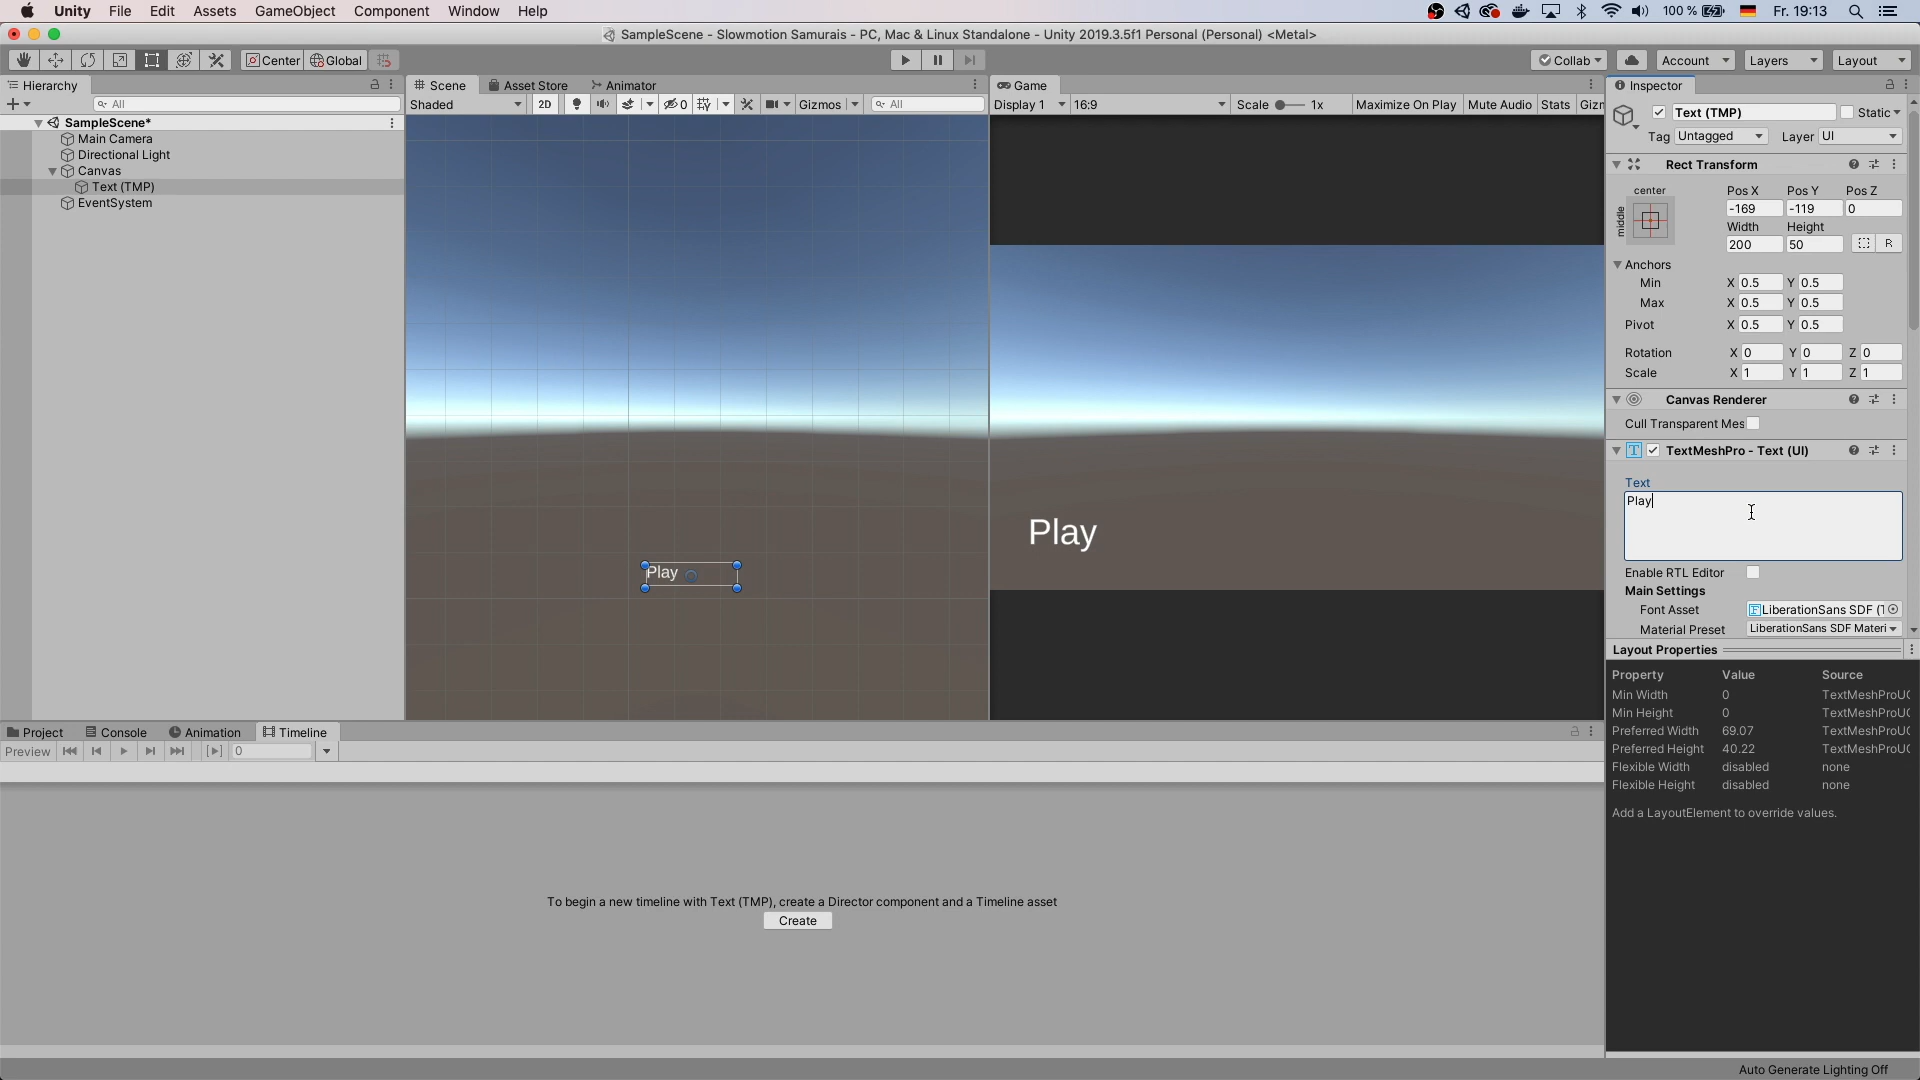 Unity File Edit Assets GameObject Component Window Help 100 % Fr. 19:13
SampleScene - Slowmotion Samurais - PC, Mac & Linux Standalone - Unity 2019.3.5f1 Personal (Personal) <Metal>
Center Global Collab Account Layers Layout
Hierarchy Scene Asset Store Animator Game Inspector
All Shaded 2D 0 Gizmos All Display 1 16:9 Scale 1x Maximize On Play Mute Audio Stats Gizn
SampleScene*
Main Camera
Directional Light
Canvas
Text (TMP)
EventSystem
Play
Play
Text (TMP) Static
Tag Untagged Layer UI
Rect Transform
center
middle
Pos X Pos Y Pos Z
-169 -119 0
Width Height
200 50 R
Anchors
Min X 0.5 Y 0.5
Max X 0.5 Y 0.5
Pivot X 0.5 Y 0.5
Rotation X 0 Y 0 Z 0
Scale X 1 Y 1 Z 1
Canvas Renderer
Cull Transparent Mes
T TextMeshPro - Text (UI)
Text
Play
Enable RTL Editor
Main Settings
Font Asset F LiberationSans SDF (T
Material Preset LiberationSans SDF Materi
Layout Properties
Property Value Source
Min Width 0 TextMeshProU
Min Height 0 TextMeshProU
Preferred Width 69.07 TextMeshProU
Preferred Height 40.22 TextMeshProU
Flexible Width disabled none
Flexible Height disabled none
Add a LayoutElement to override values.
Project Console Animation Timeline
Preview 0
To begin a new timeline with Text (TMP), create a Director component and a Timeline asset
Create
Auto Generate Lighting Off